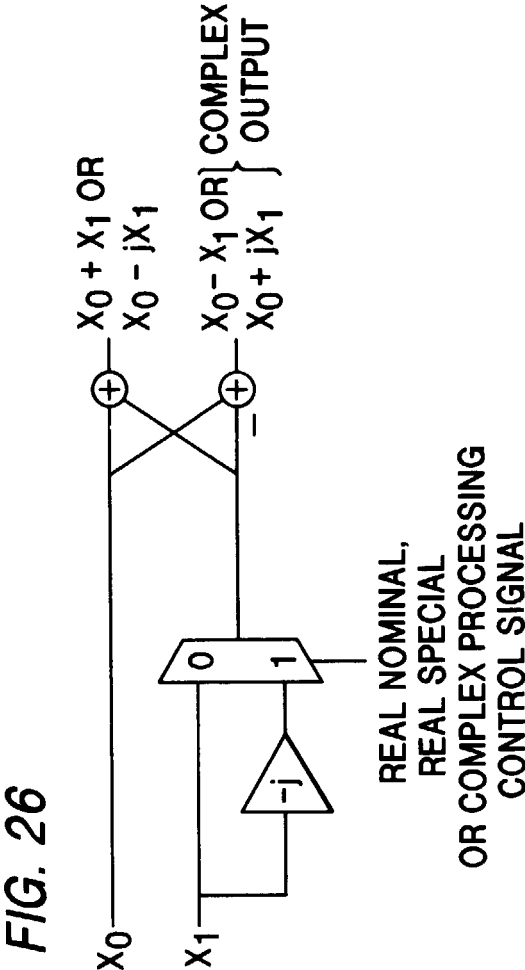 FIG. 26
X0
X1
-j
0
1
+
+
−
X0 + X1 OR
X0 - jX1
X0 - X1 OR
X0 + jX1
COMPLEX
OUTPUT
REAL NOMINAL,
REAL SPECIAL
OR COMPLEX PROCESSING
CONTROL SIGNAL